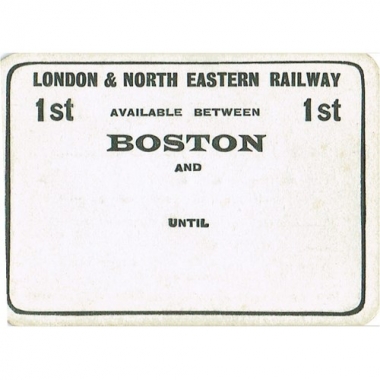 LONDON & NORTH EASTERN RAILWAY
1st AVAILABLE BETWEEN 1st
BOSTON
AND
UNTIL